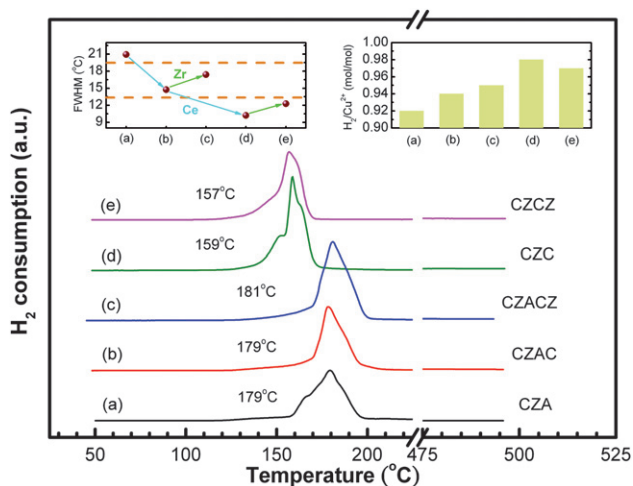 21
18
15
12
9
FWHM (°C)
Zr
Ce
(a) (b) (c) (d) (e)
1.00
0.98
0.96
0.94
0.92
0.90
H2/Cu2+ (mol/mol)
(a) (b) (c) (d) (e)
H2 consumption (a.u.)
(e) 157°C CZCZ
(d) 159°C CZC
(c) 181°C CZACZ
(b) 179°C CZAC
(a) 179°C CZA
50 100 150 200 475 500 525
Temperature (°C)